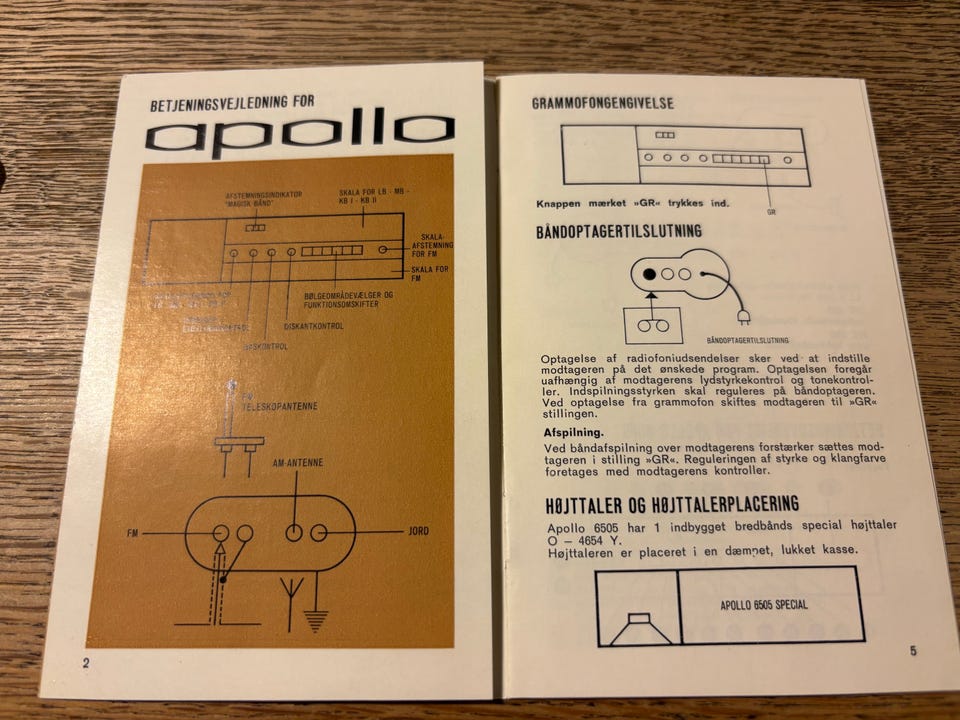 BETJENINGSVEJLEDNING FOR
apollo
AFSTEMNINGSINDIKATOR
"MAGISK BÅND"
SKALA FOR LB - MB -
KB I - KB II
SKALA-
AFSTEMNING
FOR FM
SKALA FOR
FM
BØLGEOMRÅDEVÆLGER OG
FUNKTIONSOMSKIFTER
DISKANTKONTROL
BASKONTROL
FM
TELESKOPANTENNE
AM-ANTENNE
FM
JORD
2
GRAMMOFONGENGIVELSE
Knappen mærket »GR« trykkes ind.
GR
BÅNDOPTAGERTILSLUTNING
BÅNDOPTAGERTILSLUTNING
Optagelse af radiofoniudsendelser sker ved at indstille
modtageren på det ønskede program. Optagelsen foregår
uafhængig af modtagerens lydstyrkekontrol og tonekontrol-
ler. Indspilningsstyrken skal reguleres på båndoptageren.
Ved optagelse fra grammofon skiftes modtageren til »GR«
stillingen.
Afspilning.
Ved båndafspilning over modtagerens forstærker sættes mod-
tageren i stilling »GR«. Reguleringen af styrke og klangfarve
foretages med modtagerens kontroller.
HØJTTALER OG HØJTTALERPLACERING
Apollo 6505 har 1 indbygget bredbånds special højttaler
O – 4654 Y.
Højttaleren er placeret i en dæmpet, lukket kasse.
APOLLO 6505 SPECIAL
5